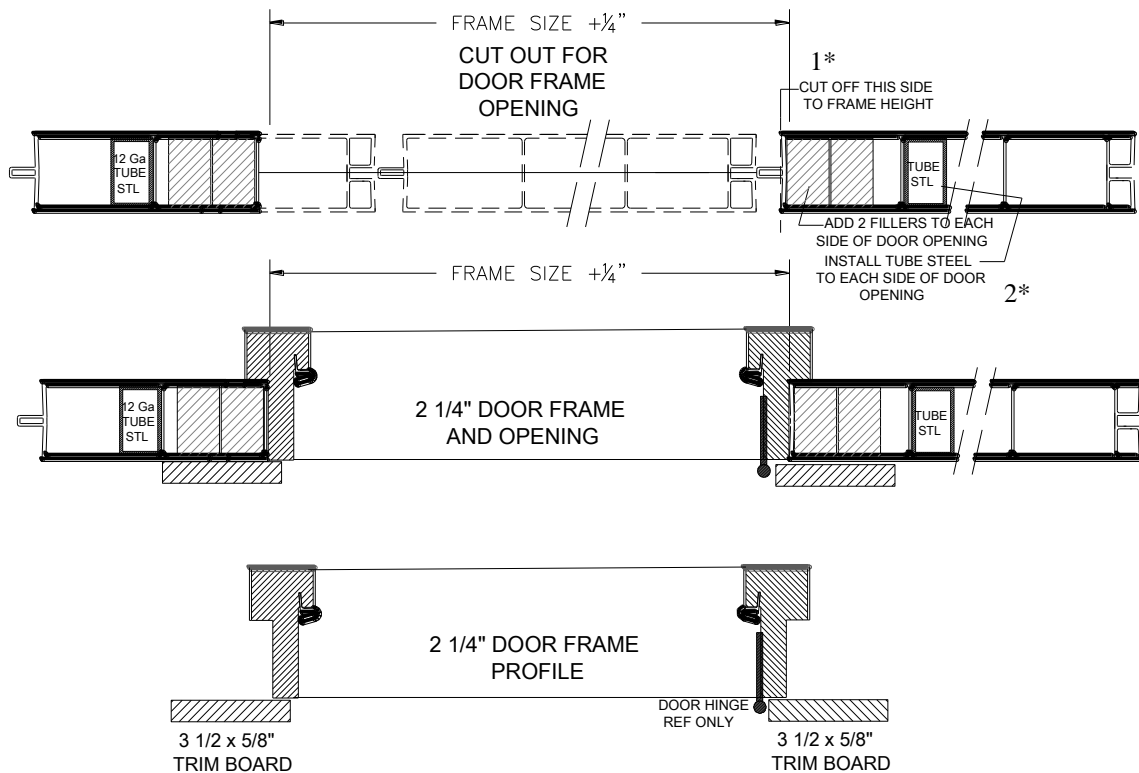 FRAME SIZE +¼"
CUT OUT FOR
DOOR FRAME
OPENING
1*
CUT OFF THIS SIDE
TO FRAME HEIGHT
12 Ga
TUBE
STL
TUBE
STL
ADD 2 FILLERS TO EACH
SIDE OF DOOR OPENING
INSTALL TUBE STEEL
TO EACH SIDE OF DOOR
OPENING
2*
FRAME SIZE +¼"
12 Ga
TUBE
STL
2 1/4" DOOR FRAME
AND OPENING
TUBE
STL
2 1/4" DOOR FRAME
PROFILE
DOOR HINGE
REF ONLY
3 1/2 x 5/8"
TRIM BOARD
3 1/2 x 5/8"
TRIM BOARD